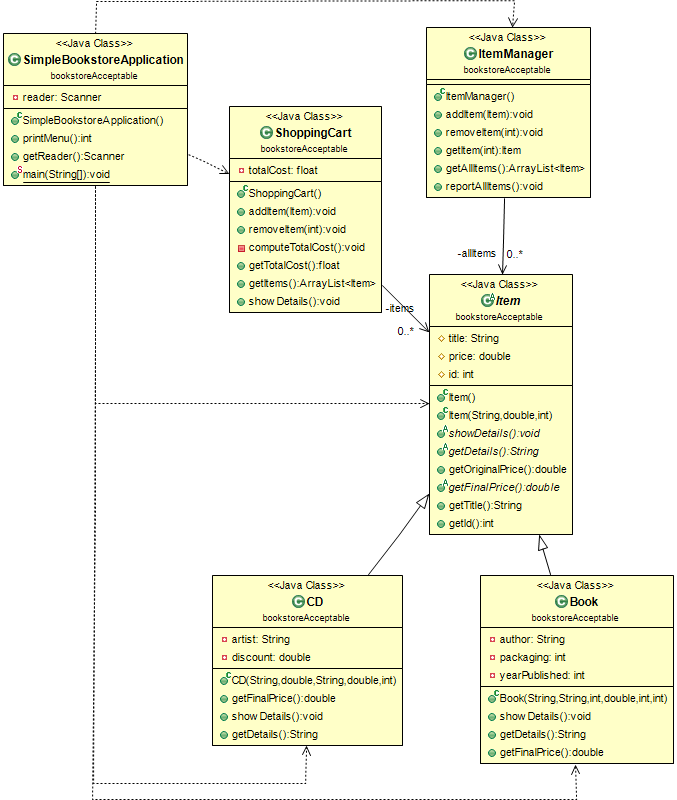 <<Java Class>>
SimpleBookstoreApplication
bookstoreAcceptable
reader: Scanner
SimpleBookstoreApplication()
printMenu():int
getReader():Scanner
main(String[]):void
<<Java Class>>
ItemManager
bookstoreAcceptable
ItemManager()
addItem(Item):void
removeItem(int):void
getItem(int):Item
getAllItems():ArrayList<Item>
reportAllItems():void
<<Java Class>>
ShoppingCart
bookstoreAcceptable
totalCost: float
ShoppingCart()
addItem(Item):void
removeItem(int):void
computeTotalCost():void
getTotalCost():float
getItems():ArrayList<Item>
show Details():void
-allItems 0..*
-items
0..*
<<Java Class>>
Item
bookstoreAcceptable
title: String
price: double
id: int
Item()
Item(String,double,int)
showDetails():void
getDetails():String
getOriginalPrice():double
getFinalPrice():double
getTitle():String
getId():int
<<Java Class>>
CD
bookstoreAcceptable
artist: String
discount: double
CD(String,double,String,double,int)
getFinalPrice():double
show Details():void
getDetails():String
<<Java Class>>
Book
bookstoreAcceptable
author: String
packaging: int
yearPublished: int
Book(String,String,int,double,int,int)
show Details():void
getDetails():String
getFinalPrice():double